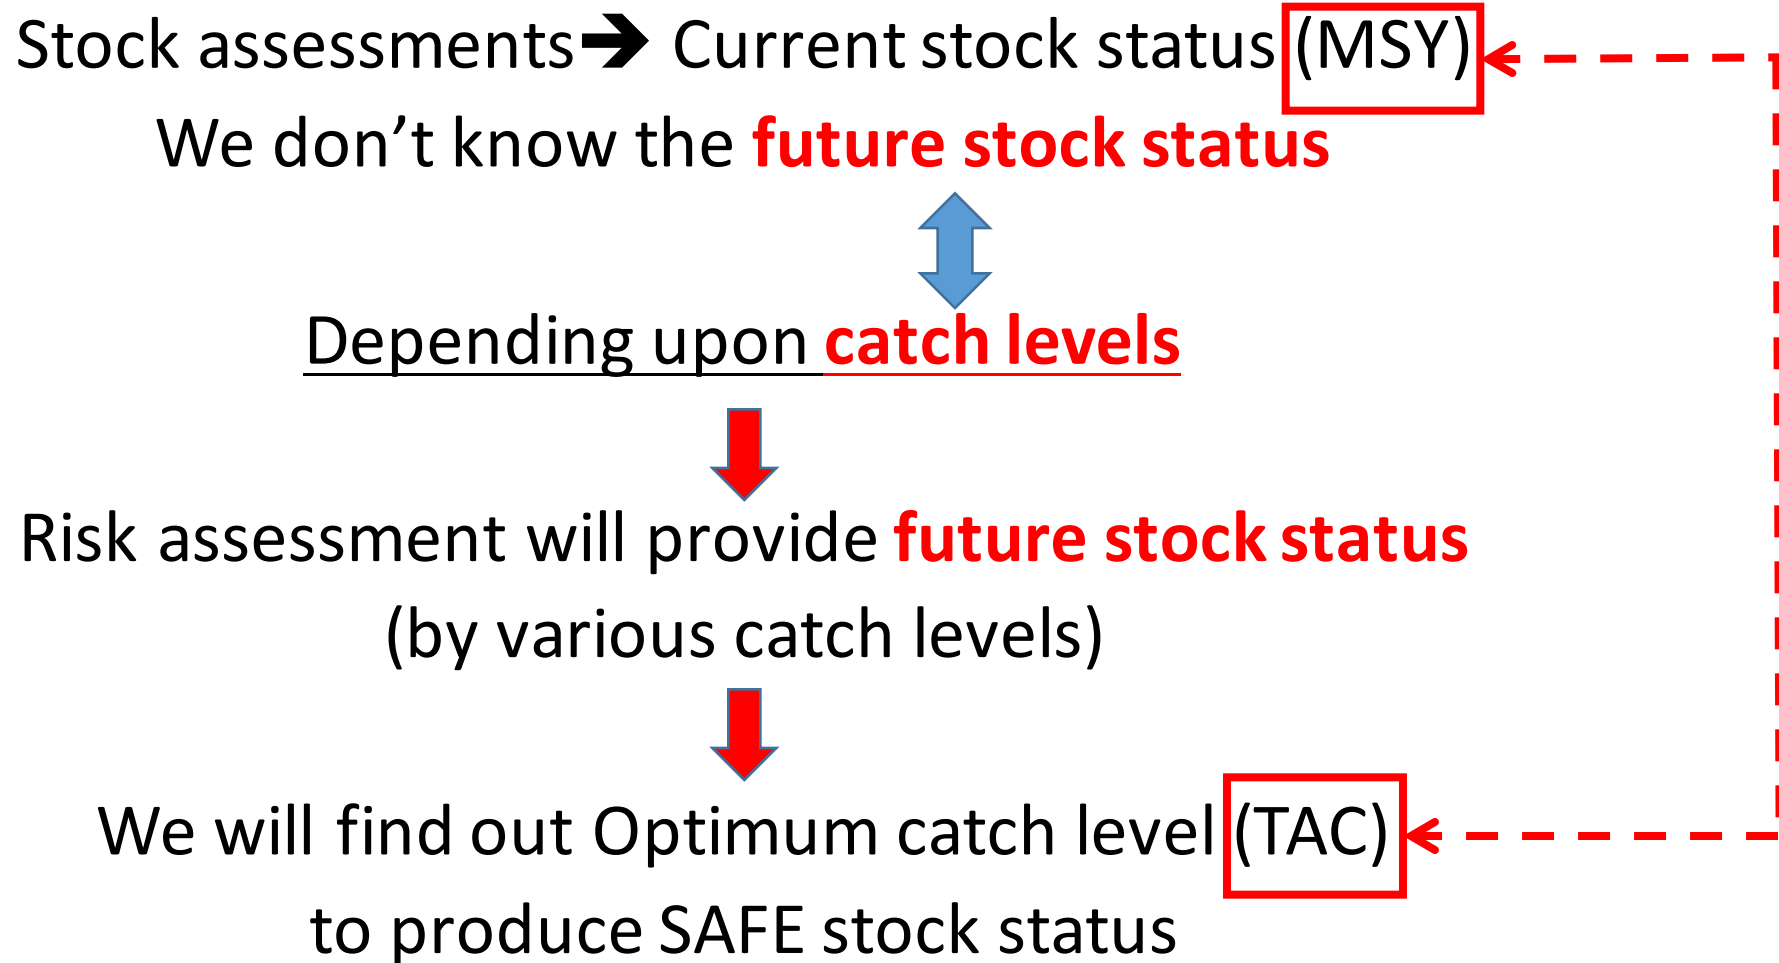 Stock assessments➔ Current stock status (MSY)
We don’t know the future stock status
Depending upon catch levels
Risk assessment will provide future stock status
(by various catch levels)
We will find out Optimum catch level (TAC)
to produce SAFE stock status